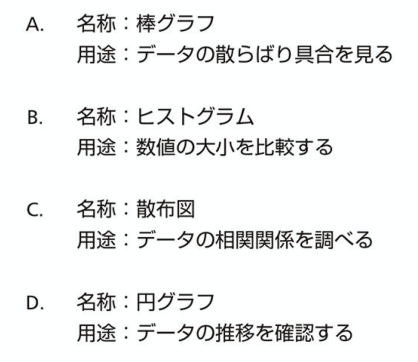 A. 名称：棒グラフ
用途：データの散らばり具合を見る
B. 名称：ヒストグラム
用途：数値の大小を比較する
C. 名称：散布図
用途：データの相関関係を調べる
D. 名称：円グラフ
用途：データの推移を確認する